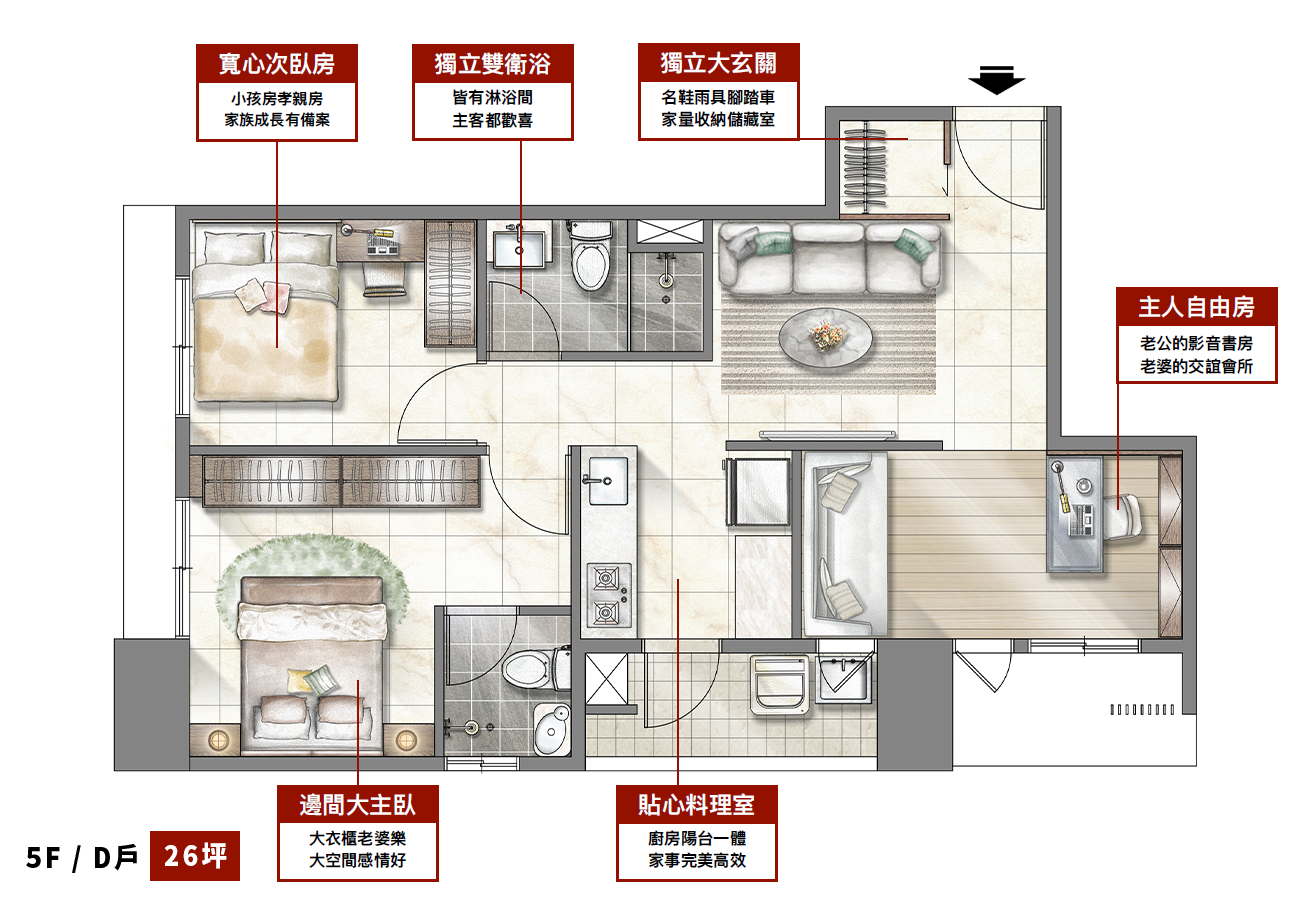 寬心次臥房
小孩房孝親房
家族成長有備案
獨立雙衛浴
皆有淋浴間
主客都歡喜
獨立大玄關
名鞋雨具腳踏車
家量收納儲藏室
主人自由房
老公的影音書房
老婆的交誼會所
邊間大主臥
大衣櫃老婆樂
大空間感情好
貼心料理室
廚房陽台一體
家事完美高效
5F / D戶 26坪